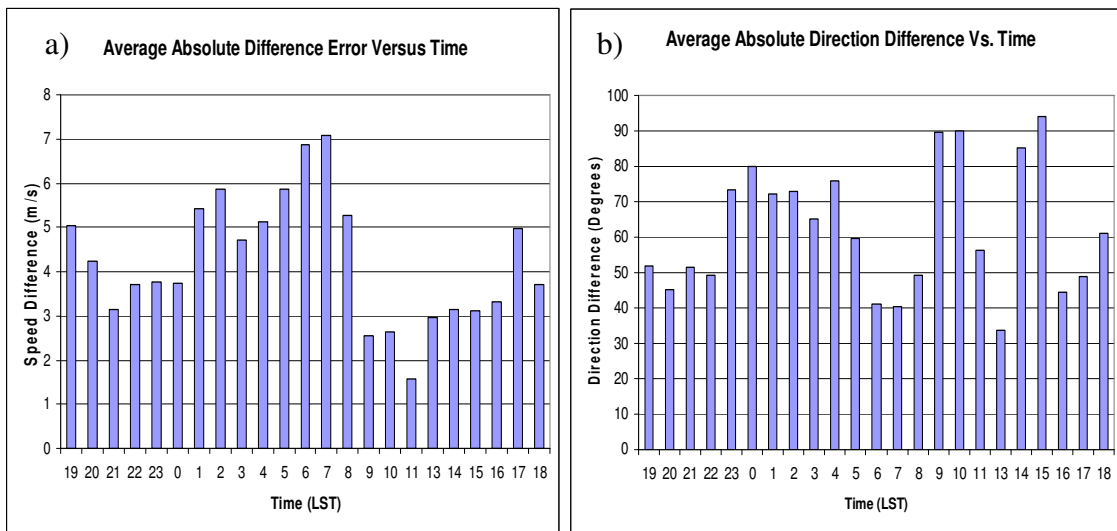 a)
Average Absolute Difference Error Versus Time
Speed Difference (m/s)
8
7
6
5
4
3
2
1
0
19 20 21 22 23 0 1 2 3 4 5 6 7 8 9 10 11 13 14 15 16 17 18
Time (LST)
b)
Average Absolute Direction Difference Vs. Time
Direction Difference (Degrees)
100
90
80
70
60
50
40
30
20
10
0
19 20 21 22 23 0 1 2 3 4 5 6 7 8 9 10 11 13 14 15 16 17 18
Time (LST)